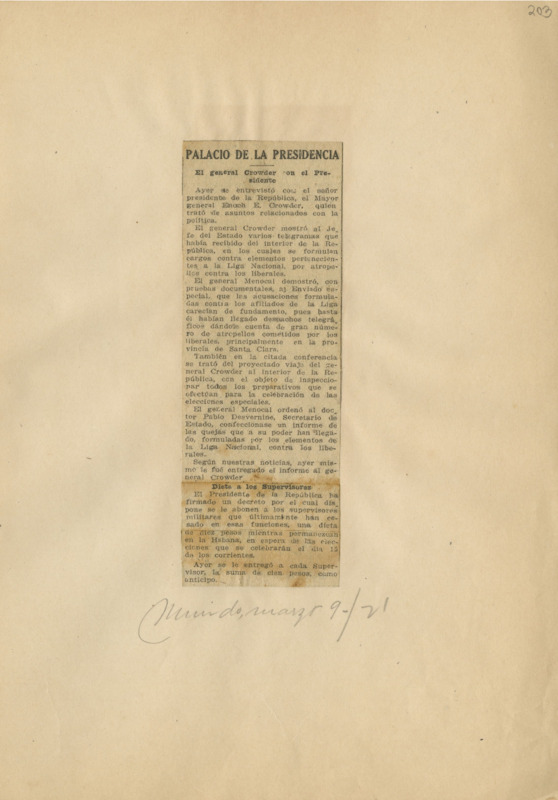 203
PALACIO DE LA PRESIDENCIA
El general Crowder con el Pre-
sidente
Ayer se entrevistó con el señor
presidente de la República, el Mayor
general Enoch E. Crowder, quien
trató de asuntos relacionados con la
política.
El general Crowder mostró al Je-
fe del Estado varios telegramas que
había recibido del interior de la Re-
pública, en los cuales se formulan
cargos contra elementos pertenecien-
tes a la Liga Nacional, por atrope-
llos contra los liberales.
El general Menocal demostró, con
pruebas documentales, al Enviado es-
pecial, que las acusaciones formula-
das contra los afiliados de la Liga
carecían de fundamento, pues hasta
él habían llegado despachos telegrá-
ficos dándole cuenta de gran núme-
ro de atropellos cometidos por los
liberales, principalmente en la pro-
vincia de Santa Clara.
También en la citada conferencia
se trató del proyectado viaje del ge-
neral Crowder al interior de la Re-
pública, con el objeto de inspeccio-
nar todos los preparativos que se
efectúan para la celebración de las
elecciones especiales.
El general Menocal ordenó al doc-
tor Pablo Desvernine, Secretario de
Estado, confeccionase un informe de
las quejas que a su poder han llega-
do, formuladas por los elementos de
la Liga Nacional, contra los libe-
rales.
Según nuestras noticias, ayer mis-
mo le fué entregado el informe al ge-
neral Crowder
Dieta a los Supervisores
El Presidente de la República ha
firmado un decreto por el cual dis-
pone se le abonen á los supervisores
militares que últimamente han ce-
sado en esas funciones, una dieta
de diez pesos mientras permanezcan
en la Habana, en espera de las elec-
ciones que se celebrarán el día 15
de los corrientes.
Ayer se le entregó a cada Super-
visor, la suma de cien pesos, como
anticipo.
Mundo, marzo 9-/21